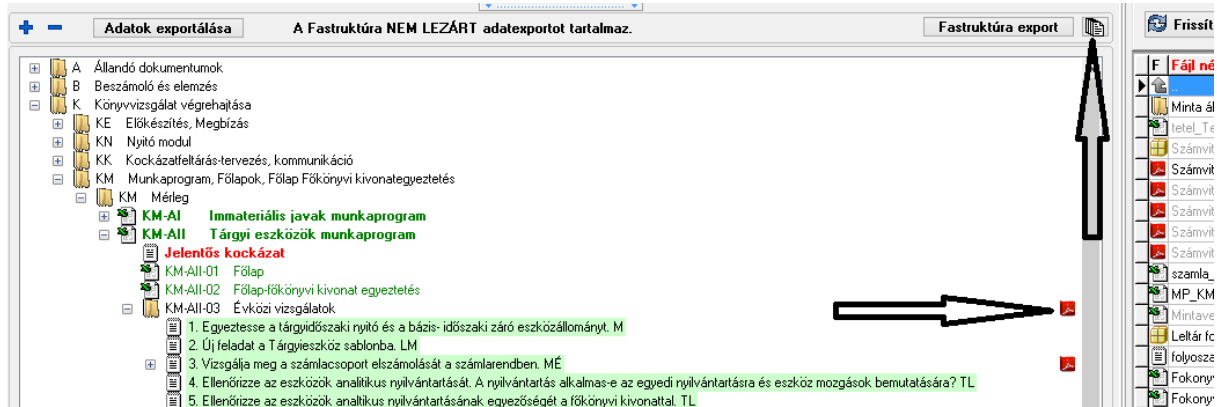 Adatok exportálása A Fastruktúra NEM LEZÁRT adatexportot tartalmaz. Fastruktúra export Frissít
A Állandó dokumentumok
B Beszámoló és elemzés
K Könyvvizsgálat végrehajtása
KE Előkészítés, Megbízás
KN Nyitó modul
KK Kockázatfeltárás-tervezés, kommunikáció
KM Munkaprogram, Főlapok, Főlap Főkönyvi kivonategyeztetés
KM Mérleg
KM-AI Immateriális javak munkaprogram
KM-AII Tárgyi eszközök munkaprogram
Jelentős kockázat
KM-AII-01 Főlap
KM-AII-02 Főlap-főkönyvi kivonat egyeztetés
KM-AII-03 Évközi vizsgálatok
1. Egyeztesse a tárgyidőszaki nyitó és a bázis- időszaki záró eszközállományt. M
2. Új feladat a Tárgyieszköz sablonba. LM
3. Vizsgálja meg a számlacsoport elszámolását a számlarendben. MÉ
4. Ellenőrizze az eszközök analitikus nyilvántartását. A nyilvántartás alkalmas-e az egyedi nyilvántartásra és eszköz mozgások bemutatására? TL
5. Ellenőrizze az eszközök analtikus nyilvántartásának egyezőségét a főkönyvi kivonattal. TL
F Fájl né
..
Minta ál
tetel_Te
Számvit
Számvit
Számvit
Számvit
Számvit
Számvit
szamla_
MP_KM
Mintave
Leltár fo
folyosza
Fokony
Fokony